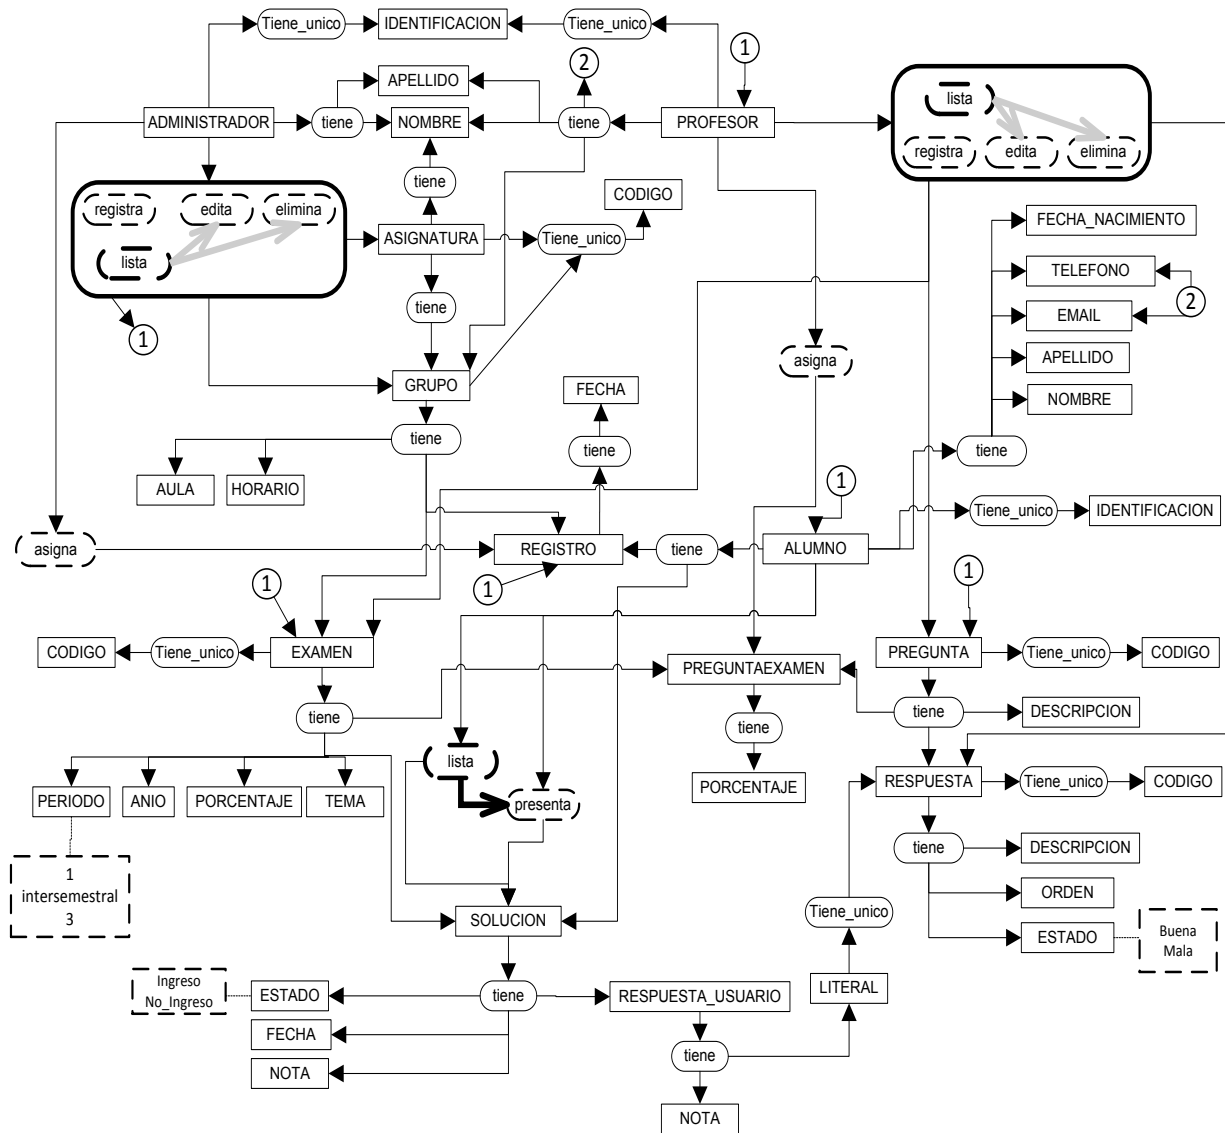 Tiene_unico
IDENTIFICACION
Tiene_unico
1
2
APELLIDO
lista
ADMINISTRADOR
tiene
NOMBRE
tiene
PROFESOR
registra
edita
elimina
tiene
CODIGO
registra
edita
elimina
FECHA_NACIMIENTO
ASIGNATURA
Tiene_unico
lista
TELEFONO
tiene
2
EMAIL
1
asigna
APELLIDO
GRUPO
FECHA
NOMBRE
tiene
tiene
tiene
AULA
HORARIO
1
Tiene_unico
IDENTIFICACION
asigna
REGISTRO
tiene
ALUMNO
1
1
1
CODIGO
Tiene_unico
EXAMEN
PREGUNTA
Tiene_unico
CODIGO
PREGUNTAEXAMEN
tiene
tiene
DESCRIPCION
tiene
lista
RESPUESTA
Tiene_unico
CODIGO
PERIODO
ANIO
PORCENTAJE
TEMA
presenta
PORCENTAJE
tiene
DESCRIPCION
1
intersemestral
3
ORDEN
Tiene_unico
SOLUCION
ESTADO
Buena
Mala
Ingreso
No_Ingreso
ESTADO
tiene
RESPUESTA_USUARIO
LITERAL
FECHA
tiene
NOTA
NOTA